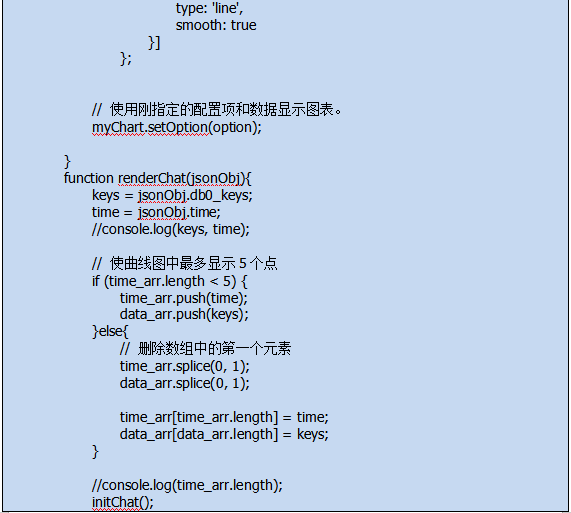 type: 'line',
smooth: true
}]
};
// 使用刚指定的配置项和数据显示图表。
myChart.setOption(option);
}
function renderChat(jsonObj){
keys = jsonObj.db0_keys;
time = jsonObj.time;
//console.log(keys, time);
// 使曲线图中最多显示 5 个点
if (time_arr.length < 5) {
time_arr.push(time);
data_arr.push(keys);
}else{
// 删除数组中的第一个元素
time_arr.splice(0, 1);
data_arr.splice(0, 1);
time_arr[time_arr.length] = time;
data_arr[data_arr.length] = keys;
}
//console.log(time_arr.length);
initChat();